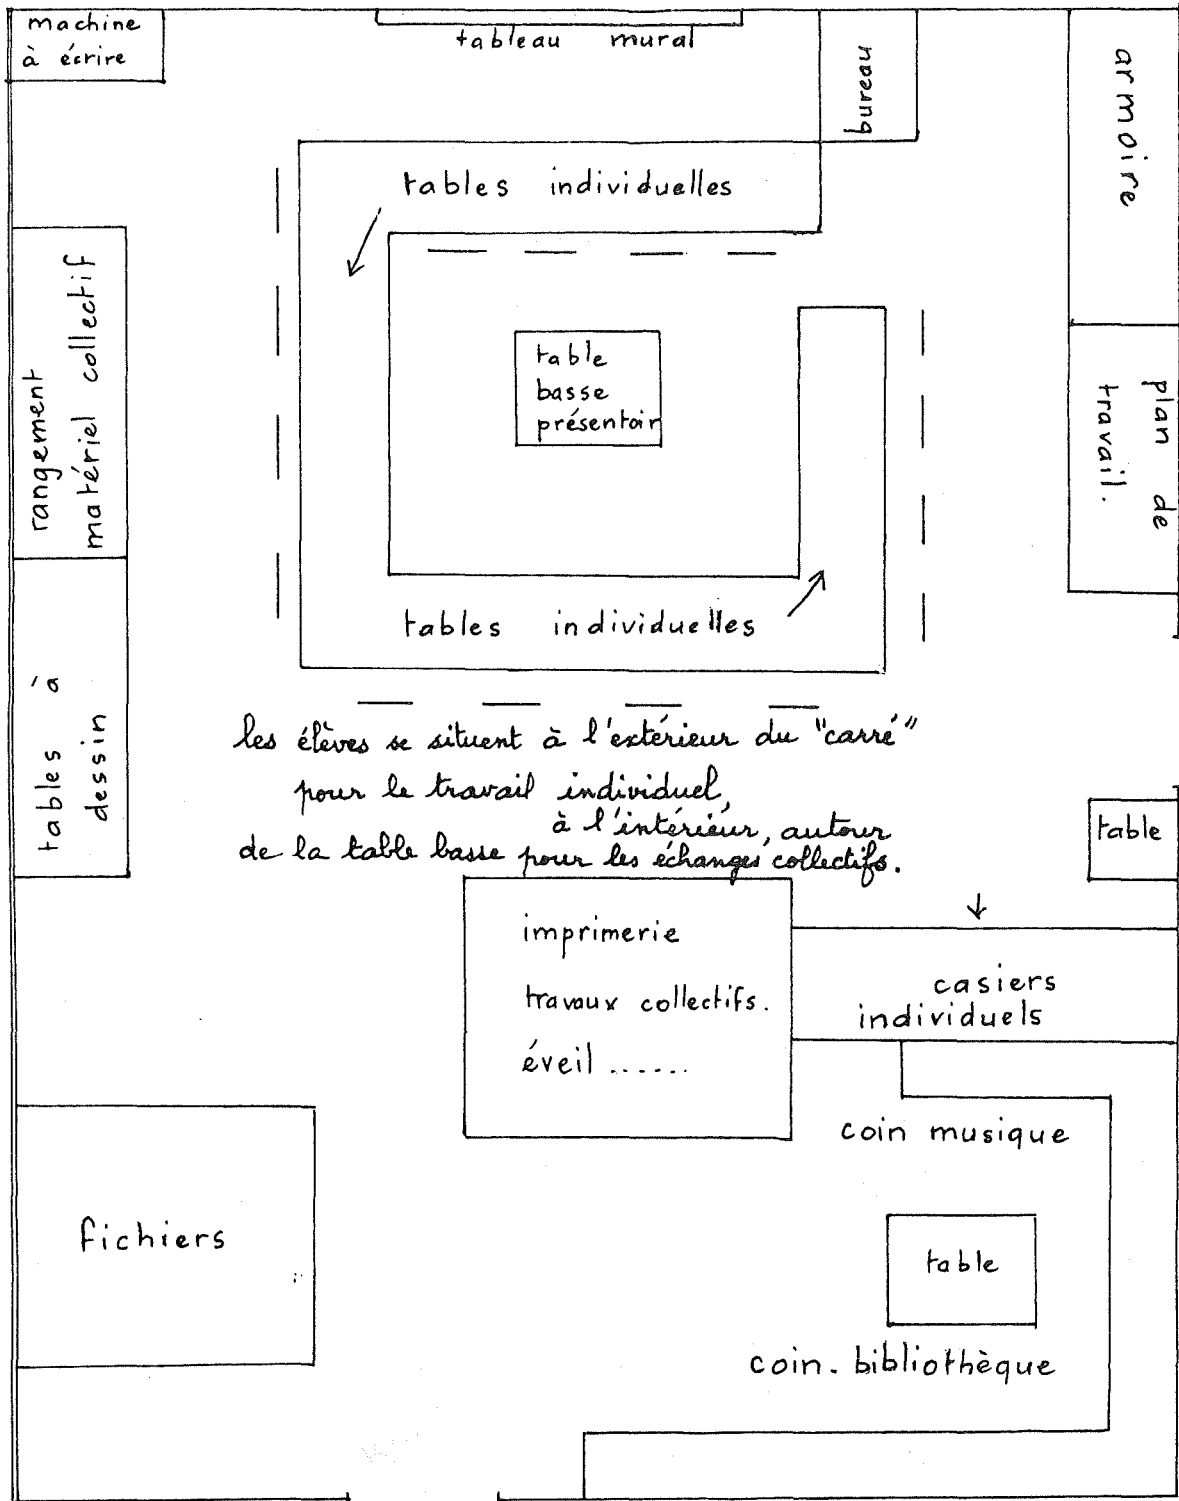 machine
à écrire
tableau mural
bureau
armoire
tables individuelles
rangement
matériel collectif
table
basse
présentoir
plan de
travail.
tables individuelles
tables à
dessin
les élèves se situent à l'extérieur du "carré"
pour le travail individuel,
à l'intérieur, autour
de la table basse pour les échanges collectifs.
table
imprimerie
travaux collectifs.
éveil ......
casiers
individuels
coin musique
fichiers
table
coin. bibliothèque